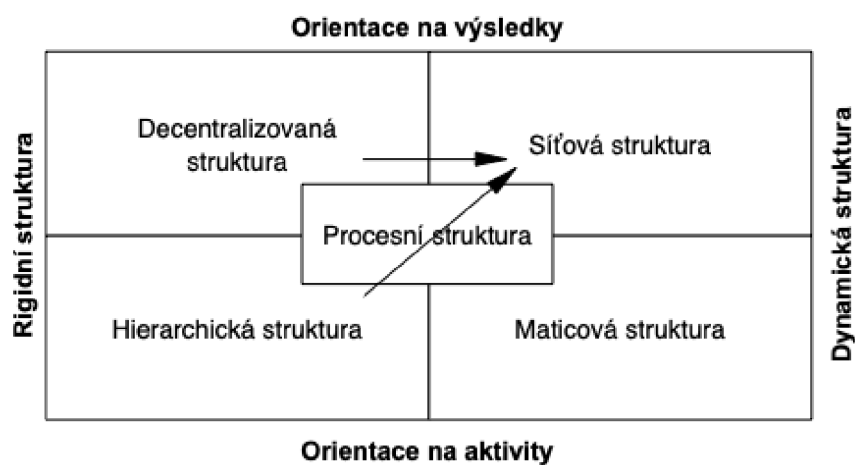 Orientace na výsledky
Rigidní struktura
Decentralizovaná
struktura
Síťová struktura
Procesní struktura
Hierarchická struktura
Maticová struktura
Dynamická struktura
Orientace na aktivity